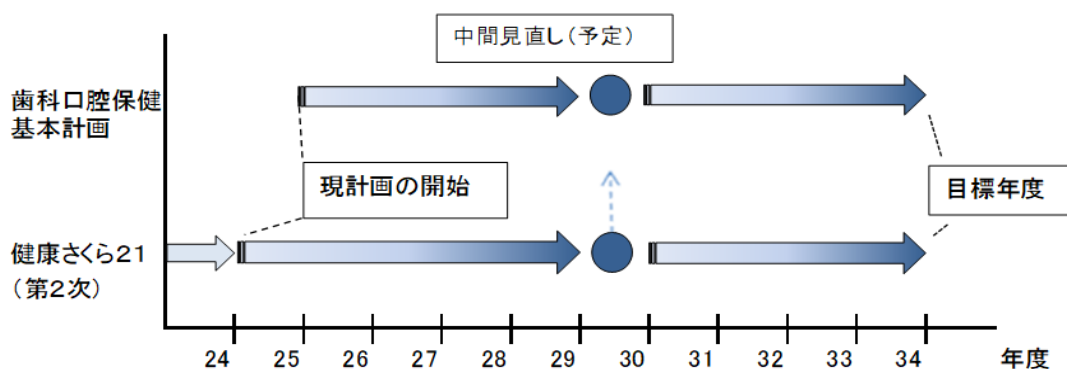 中間見直し(予定)
歯科口腔保健
基本計画
現計画の開始
目標年度
健康さくら21
(第2次)
24 25 26 27 28 29 30 31 32 33 34 年度